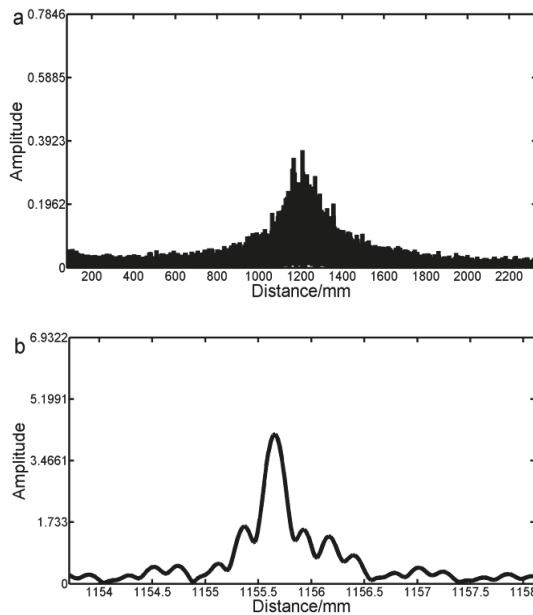 a
0.7846
0.5885
0.3923
0.1962
0
Amplitude
200 400 600 800 1000 1200 1400 1600 1800 2000 2200
Distance/mm
b
6.9322
5.1991
3.4661
1.733
0
Amplitude
1154 1154.5 1155 1155.5 1156 1156.5 1157 1157.5 1158
Distance/mm